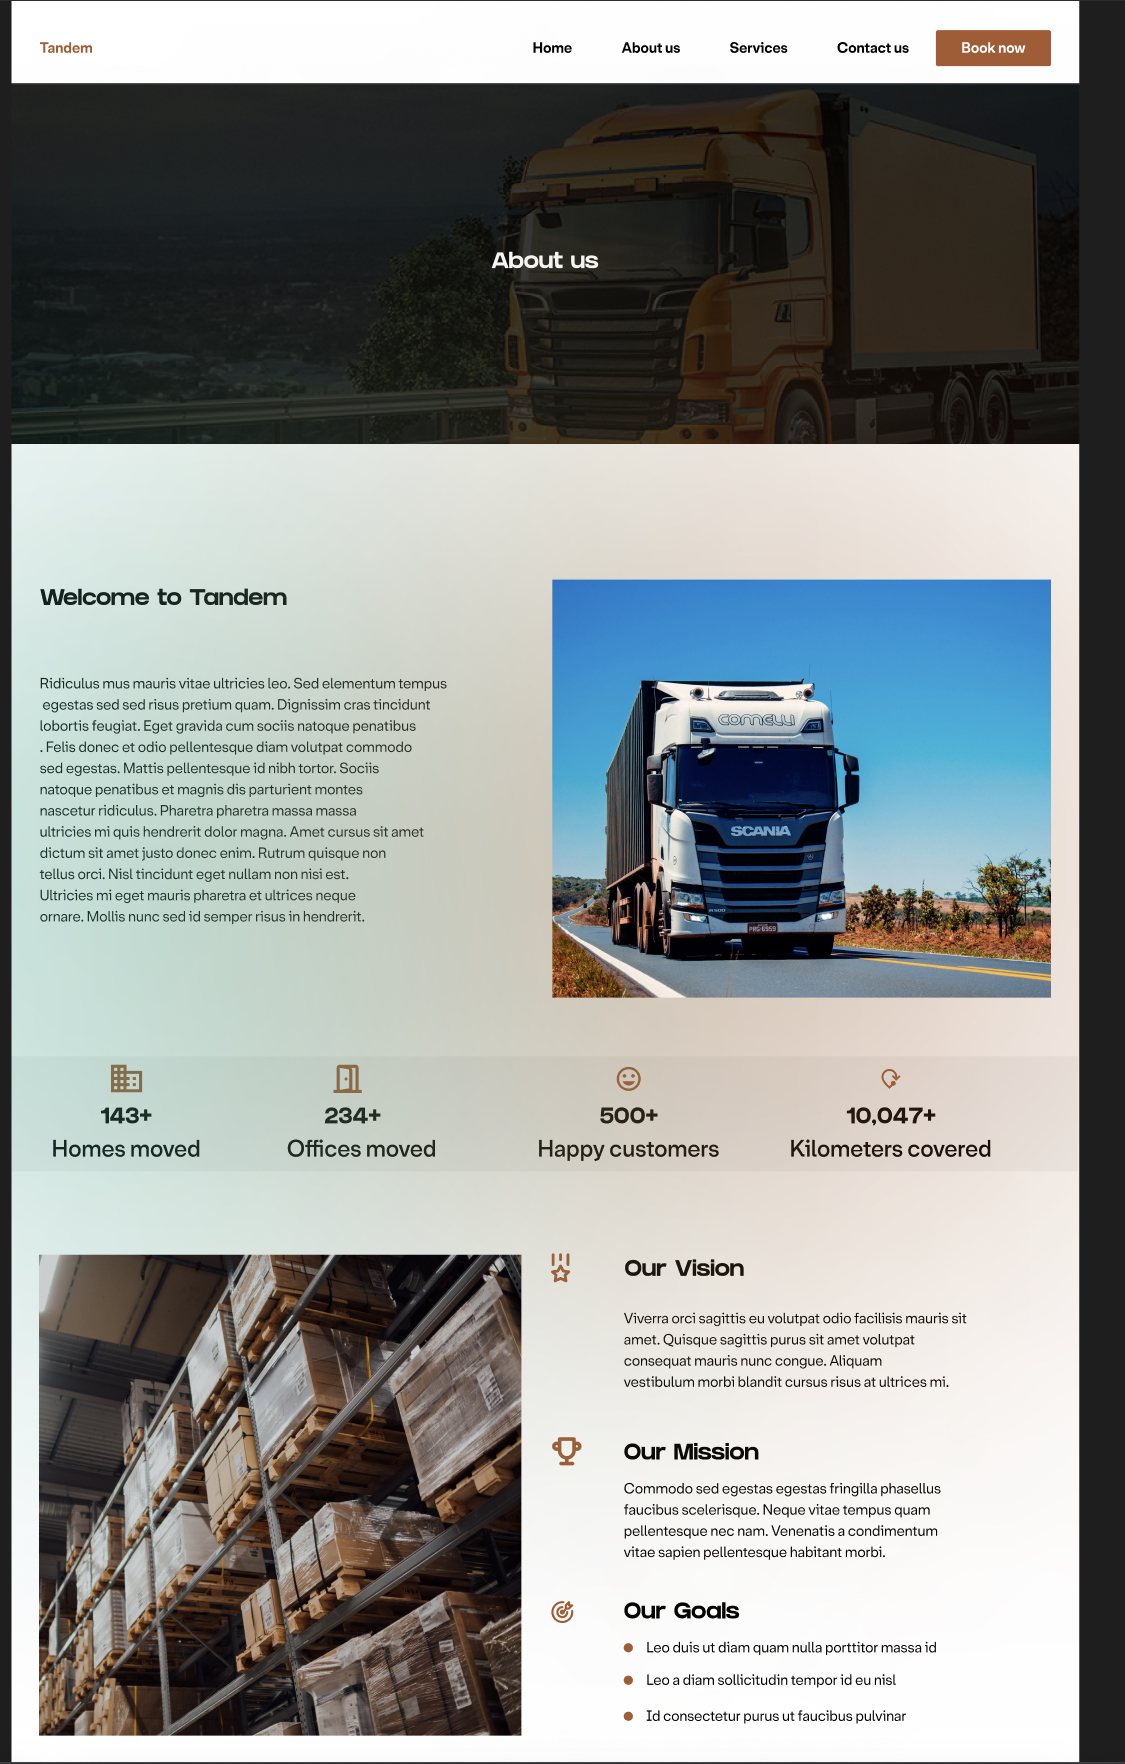 Tandem
Home
About us
Services
Contact us
Book now
About us
Welcome to Tandem
Ridiculus mus mauris vitae ultricies leo. Sed elementum tempus
egestas sed sed risus pretium quam. Dignissim cras tincidunt
lobortis feugiat. Eget gravida cum sociis natoque penatibus
. Felis donec et odio pellentesque diam volutpat commodo
sed egestas. Mattis pellentesque id nibh tortor. Sociis
natoque penatibus et magnis dis parturient montes
nascetur ridiculus. Pharetra pharetra massa massa
ultricies mi quis hendrerit dolor magna. Amet cursus sit amet
dictum sit amet justo donec enim. Rutrum quisque non
tellus orci. Nisl tincidunt eget nullam non nisi est.
Ultricies mi eget mauris pharetra et ultrices neque
ornare. Mollis nunc sed id semper risus in hendrerit.
comelli
SCANIA
143+
Homes moved
234+
Offices moved
500+
Happy customers
10,047+
Kilometers covered
Our Vision
Viverra orci sagittis eu volutpat odio facilisis mauris sit
amet. Quisque sagittis purus sit amet volutpat
consequat mauris nunc congue. Aliquam
vestibulum morbi blandit cursus risus at ultrices mi.
Our Mission
Commodo sed egestas egestas fringilla phasellus
faucibus scelerisque. Neque vitae tempus quam
pellentesque nec nam. Venenatis a condimentum
vitae sapien pellentesque habitant morbi.
Our Goals
Leo duis ut diam quam nulla porttitor massa id
Leo a diam sollicitudin tempor id eu nisl
Id consectetur purus ut faucibus pulvinar